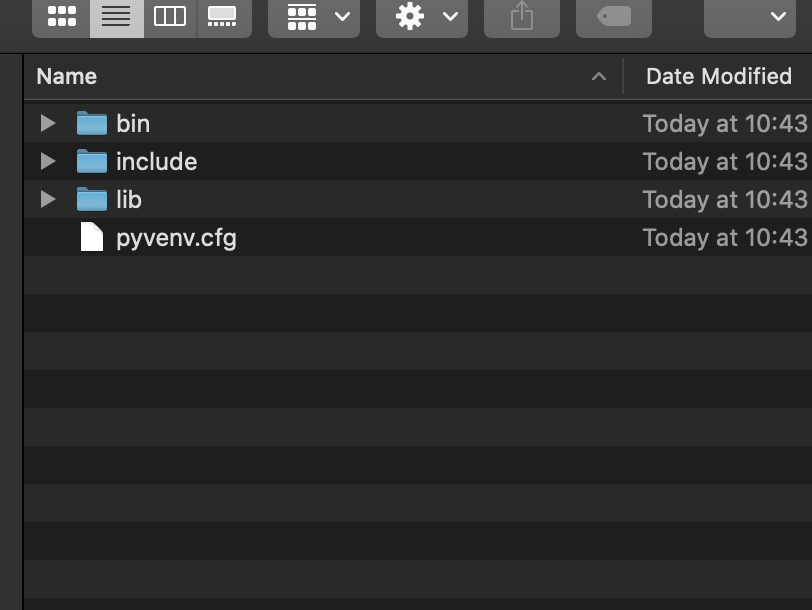 Name Date Modified
bin Today at 10:43
include Today at 10:43
lib Today at 10:43
pyvenv.cfg Today at 10:43